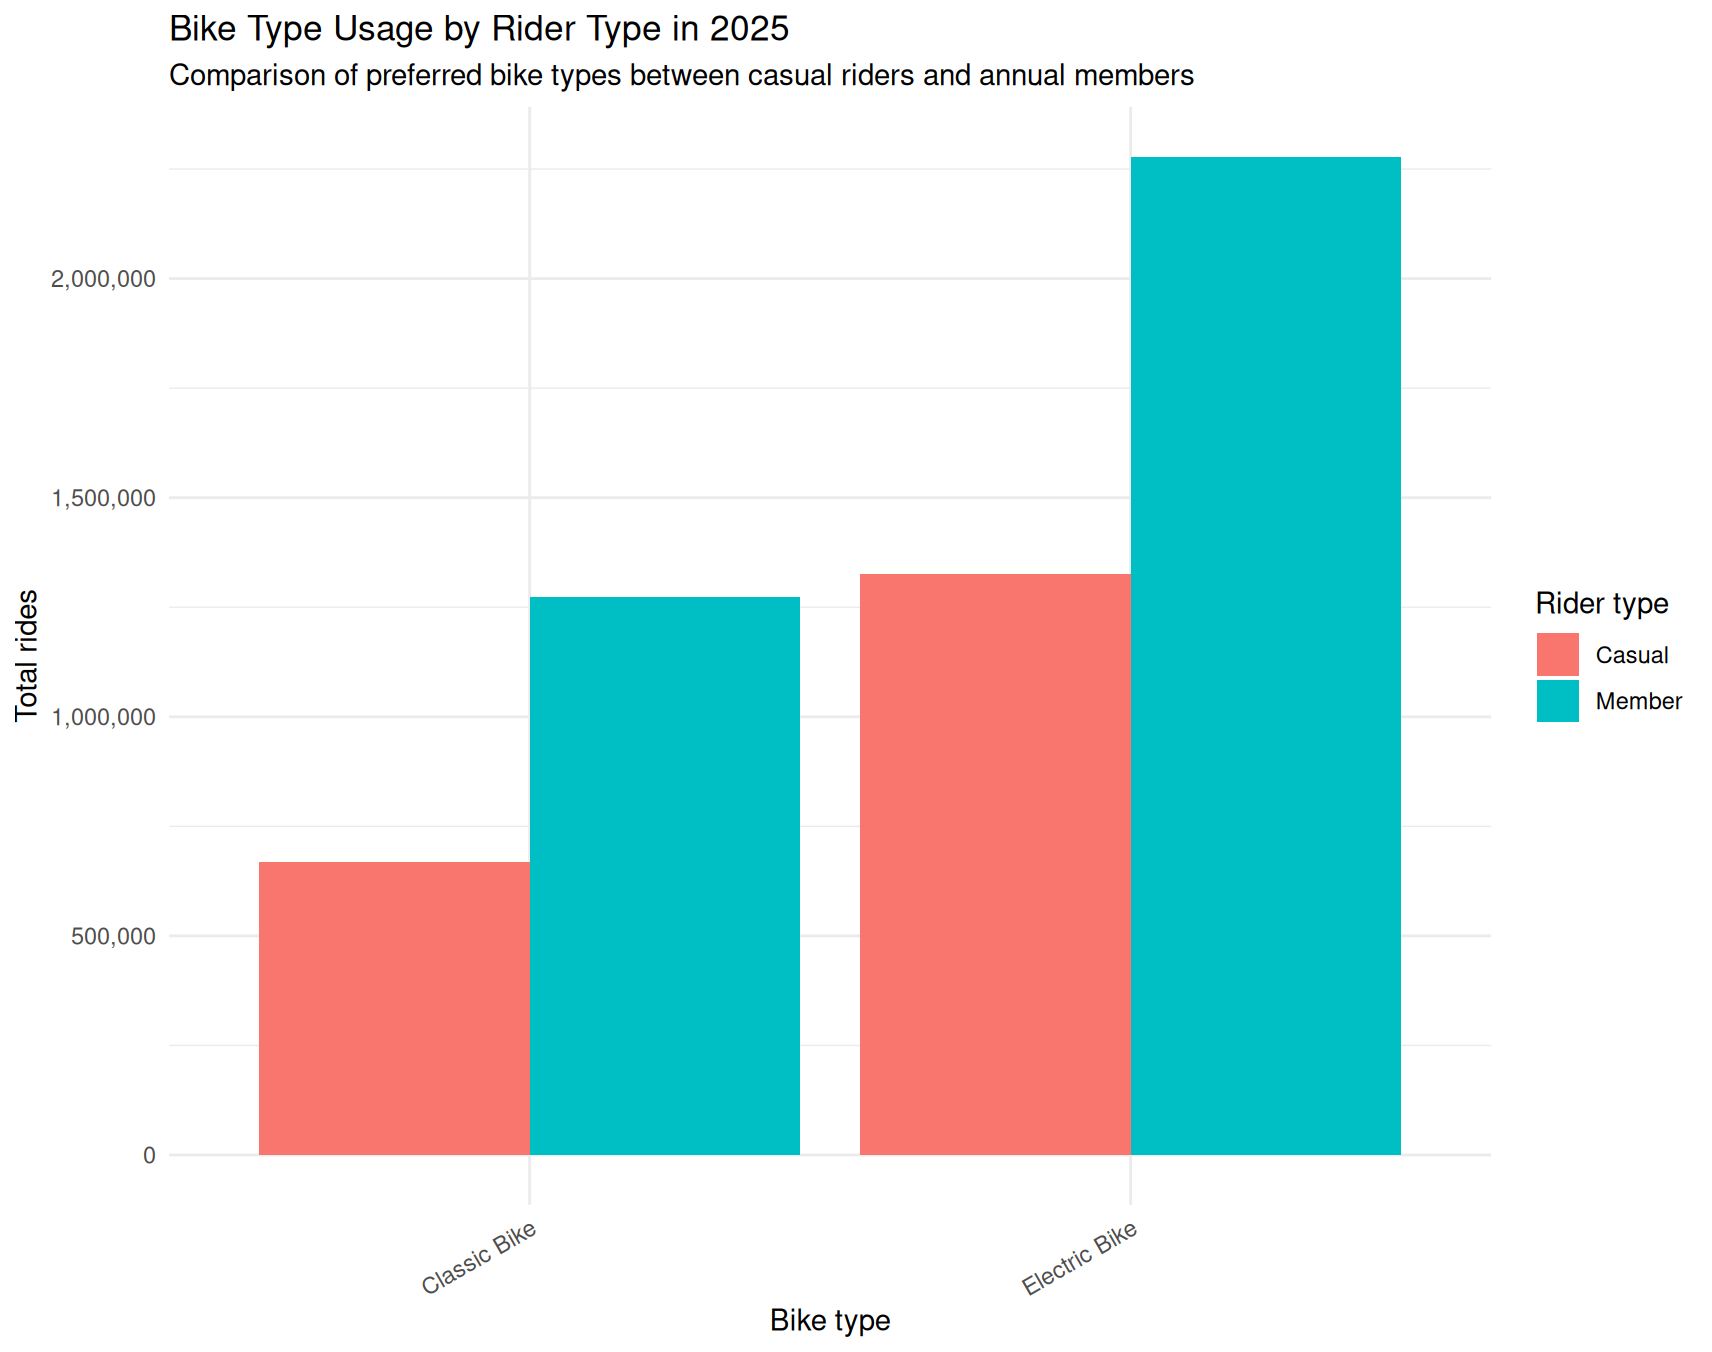 Bike Type Usage by Rider Type in 2025
Comparison of preferred bike types between casual riders and annual members
Total rides
2,000,000
1,500,000
1,000,000
500,000
0
Classic Bike
Electric Bike
Bike type
Rider type
Casual
Member